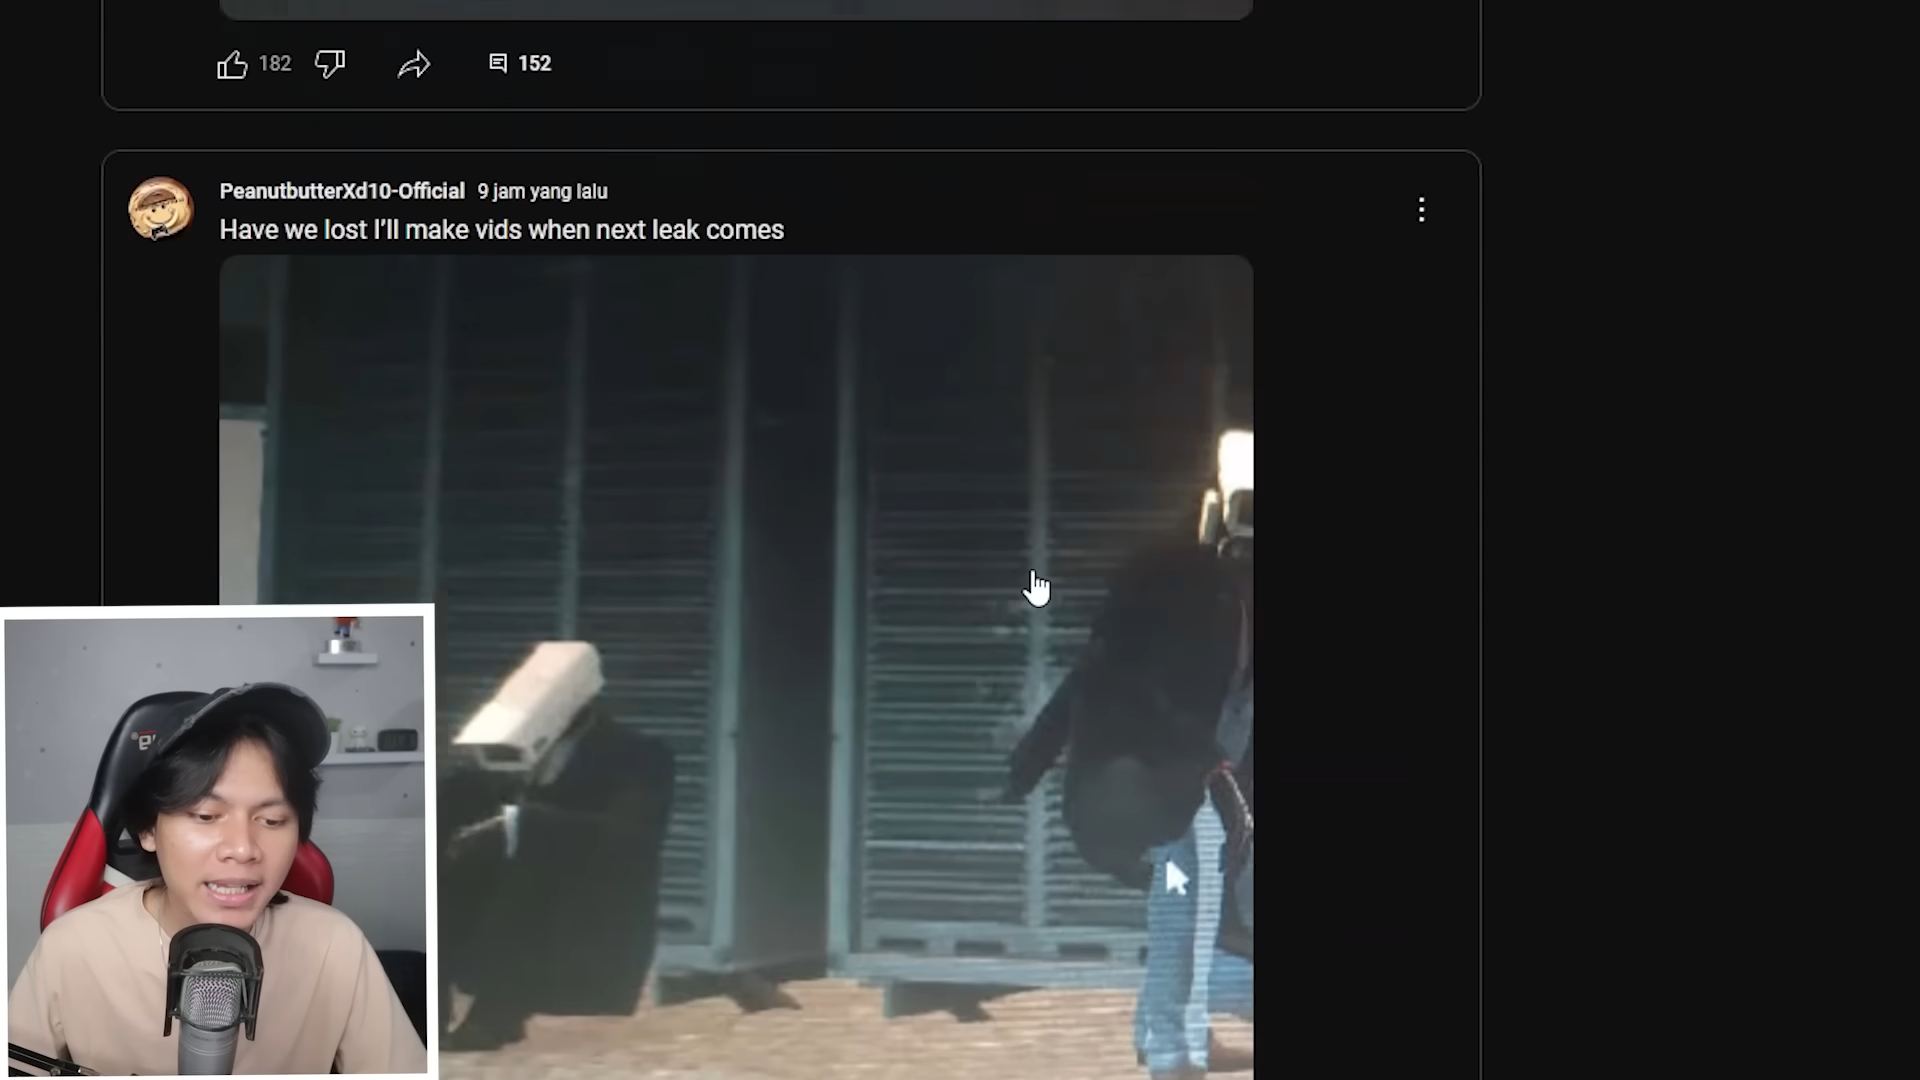 182
152
PeanutbutterXd10-Official 9 jam yang lalu
Have we lost I’ll make vids when next leak comes